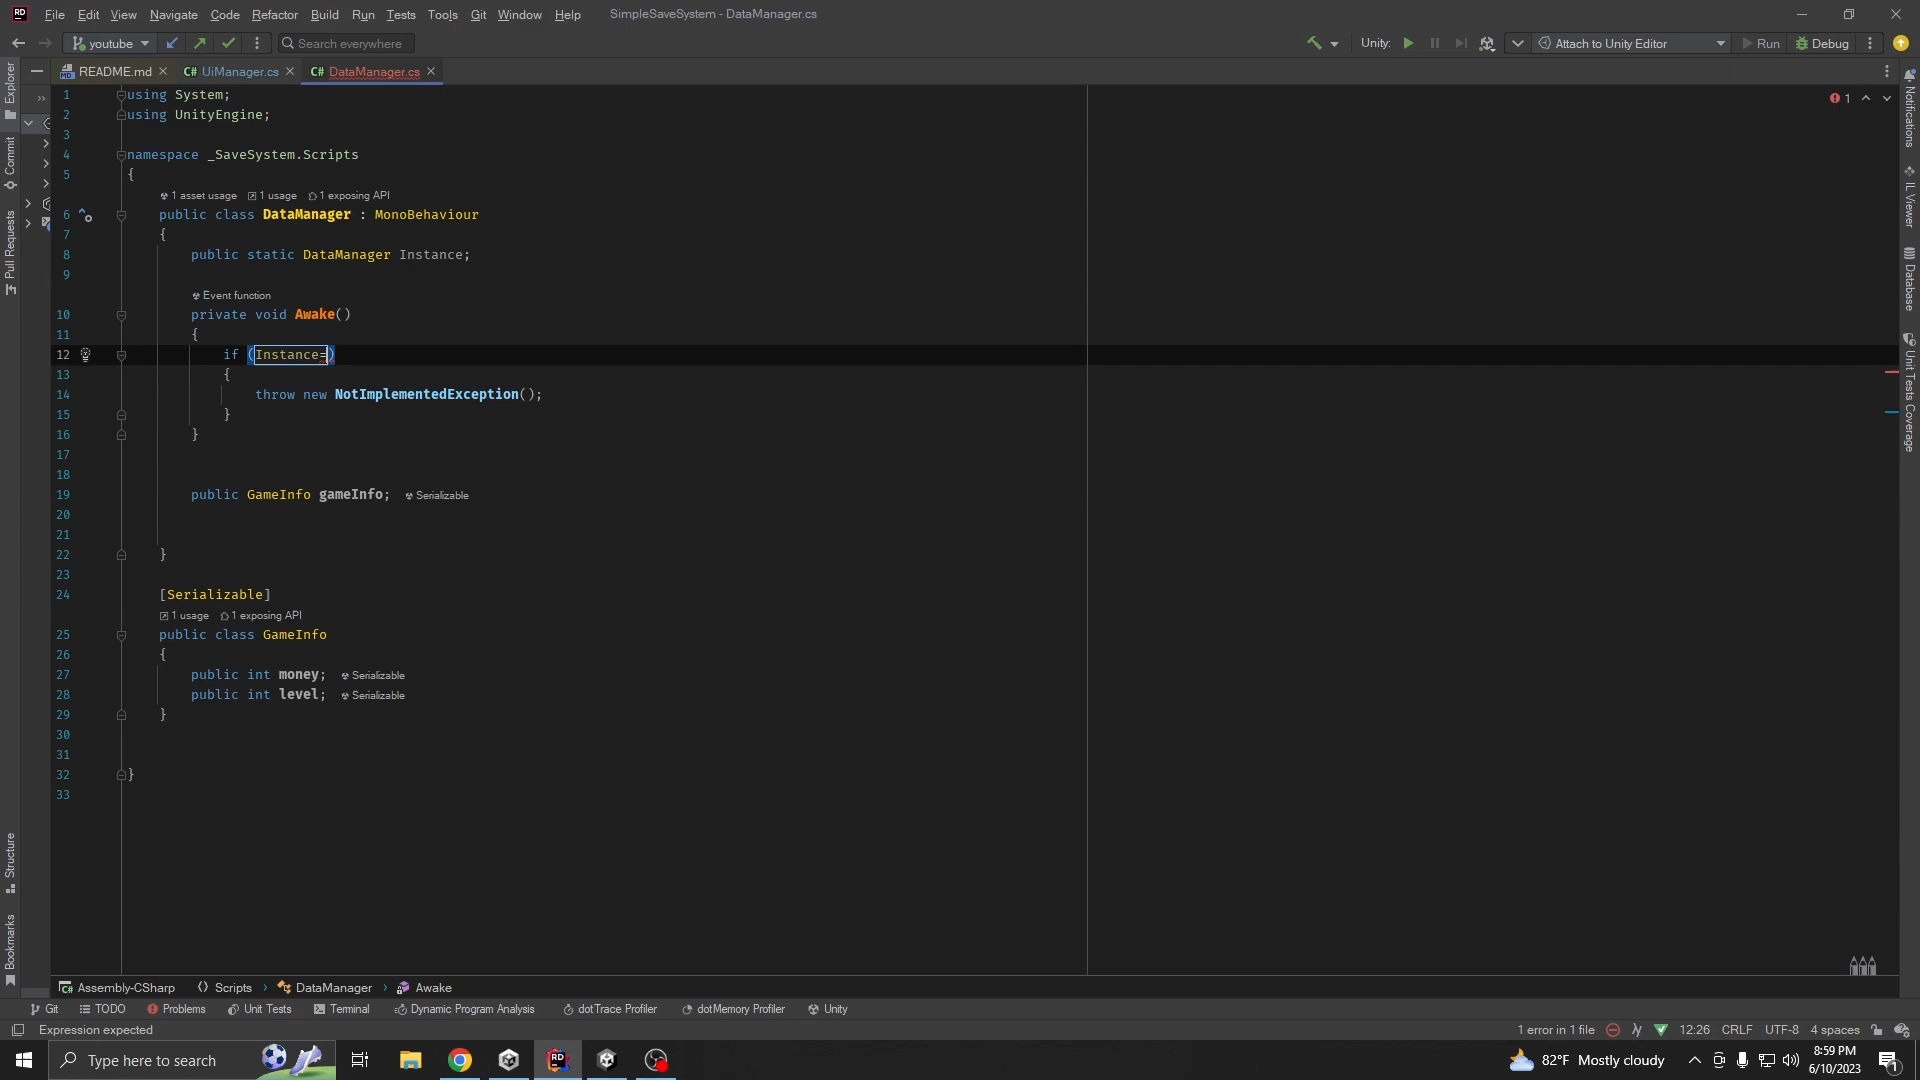 File Edit View Navigate Code Refactor Build Run Tests Tools Git Window Help SimpleSaveSystem - DataManager.cs
youtube Search everywhere Unity: Attach to Unity Editor Run Debug
README.md C# UiManager.cs C# DataManager.cs
1 using System;
2 using UnityEngine;
3
4 namespace _SaveSystem.Scripts
5 {
1 asset usage 1 usage 1 exposing API
6 public class DataManager : MonoBehaviour
7 {
8 public static DataManager Instance;
9
Event function
10 private void Awake()
11 {
12 if (Instance=)
13 {
14 throw new NotImplementedException();
15 }
16 }
17
18
19 public GameInfo gameInfo; Serializable
20
21
22 }
23
24 [Serializable]
1 usage 1 exposing API
25 public class GameInfo
26 {
27 public int money; Serializable
28 public int level; Serializable
29 }
30
31
32 }
33
1
Explorer
Commit
Pull Requests
Structure
Bookmarks
Notifications
IL Viewer
Database
Unit Tests Coverage
C# Assembly-CSharp Scripts DataManager Awake
Git TODO Problems Unit Tests Terminal Dynamic Program Analysis dotTrace Profiler dotMemory Profiler Unity
Expression expected 1 error in 1 file 12:26 CRLF UTF-8 4 spaces
Type here to search RD 82°F Mostly cloudy 8:59 PM
6/10/2023 1